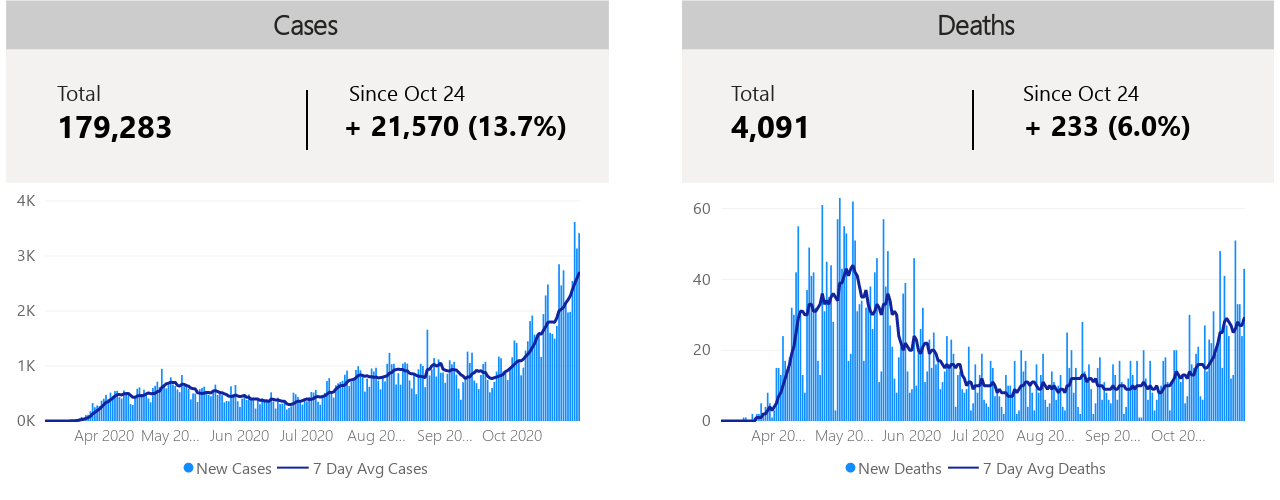 Cases
Total
179,283
Since Oct 24
+ 21,570 (13.7%)
4K
3K
2K
1K
0K
Apr 2020 May 20... Jun 2020 Jul 2020 Aug 20... Sep 20... Oct 2020
New Cases 7 Day Avg Cases
Deaths
Total
4,091
Since Oct 24
+ 233 (6.0%)
60
40
20
0
Apr 20... May 20... Jun 2020 Jul 2020 Aug 20... Sep 20... Oct 20...
New Deaths 7 Day Avg Deaths